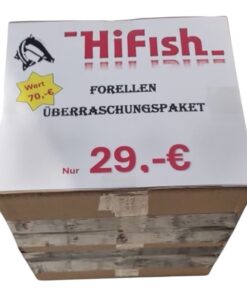 HiFish
Wert
70,-€
FORELLEN
ÜBERRASCHUNGSPAKET
Nur 29,-€